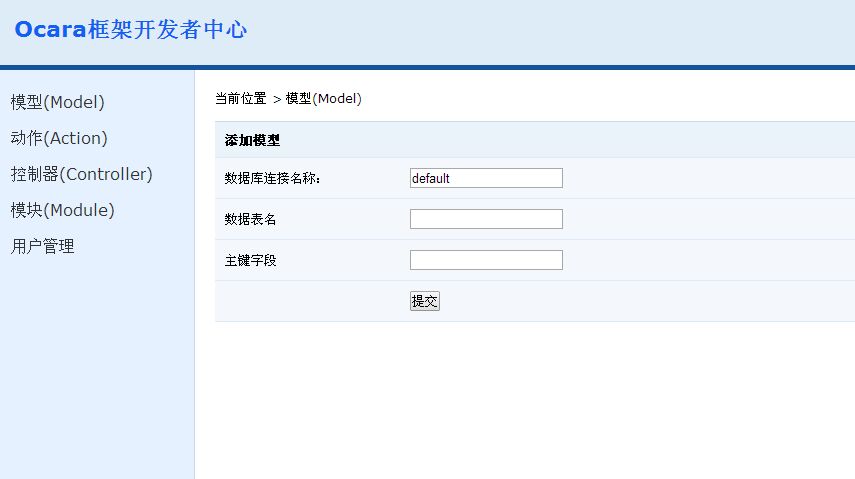 Ocara框架开发者中心
模型(Model)
动作(Action)
控制器(Controller)
模块(Module)
用户管理
当前位置 > 模型(Model)
添加模型
数据库连接名称： default
数据表名
主键字段
提交